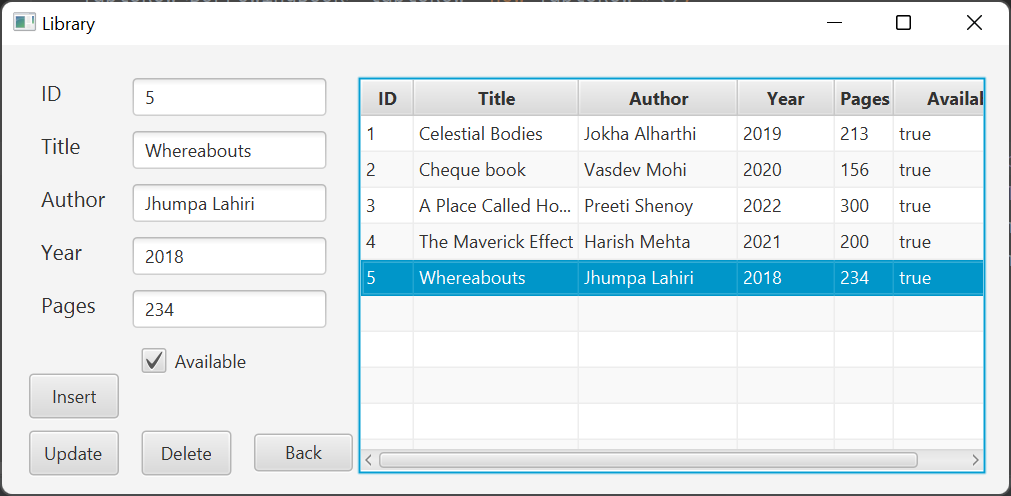 Library
ID 5
Title Whereabouts
Author Jhumpa Lahiri
Year 2018
Pages 234
Available
Insert
Update Delete Back
ID Title Author Year Pages Availal
1 Celestial Bodies Jokha Alharthi 2019 213 true
2 Cheque book Vasdev Mohi 2020 156 true
3 A Place Called Ho... Preeti Shenoy 2022 300 true
4 The Maverick Effect Harish Mehta 2021 200 true
5 Whereabouts Jhumpa Lahiri 2018 234 true